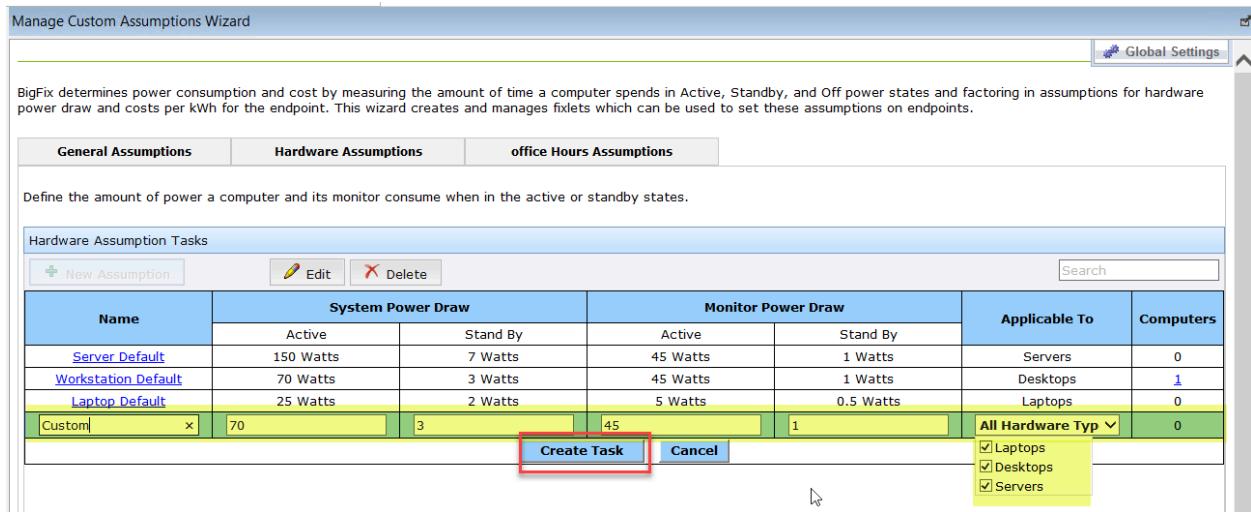 Manage Custom Assumptions Wizard
Global Settings
BigFix determines power consumption and cost by measuring the amount of time a computer spends in Active, Standby, and Off power states and factoring in assumptions for hardware
power draw and costs per kWh for the endpoint. This wizard creates and manages fixlets which can be used to set these assumptions on endpoints.
General Assumptions Hardware Assumptions office Hours Assumptions
Define the amount of power a computer and its monitor consume when in the active or standby states.
Hardware Assumption Tasks
New Assumption Edit Delete Search
Name System Power Draw Monitor Power Draw Applicable To Computers
Active Stand By Active Stand By
Server Default 150 Watts 7 Watts 45 Watts 1 Watts Servers 0
Workstation Default 70 Watts 3 Watts 45 Watts 1 Watts Desktops 1
Laptop Default 25 Watts 2 Watts 5 Watts 0.5 Watts Laptops 0
Custom × 70 3 45 1 All Hardware Typ 0
Create Task Cancel
Laptops
Desktops
Servers